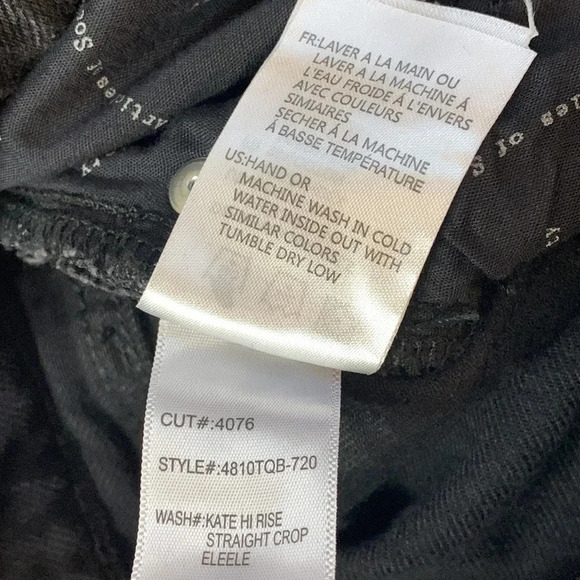 FR:LAVER A LA MAIN OU
LAVER A LA MACHINE À
L'EAU FROIDE À L'ENVERS
AVEC COULEURS
SIMIAIRES
SECHER À LA MACHINE
À BASSE TEMPÉRATURE
US:HAND OR
MACHINE WASH IN COLD
WATER INSIDE OUT WITH
SIMILAR COLORS
TUMBLE DRY LOW
CUT#:4076
STYLE#:4810TQB-720
WASH#:KATE HI RISE
STRAIGHT CROP
ELEELE